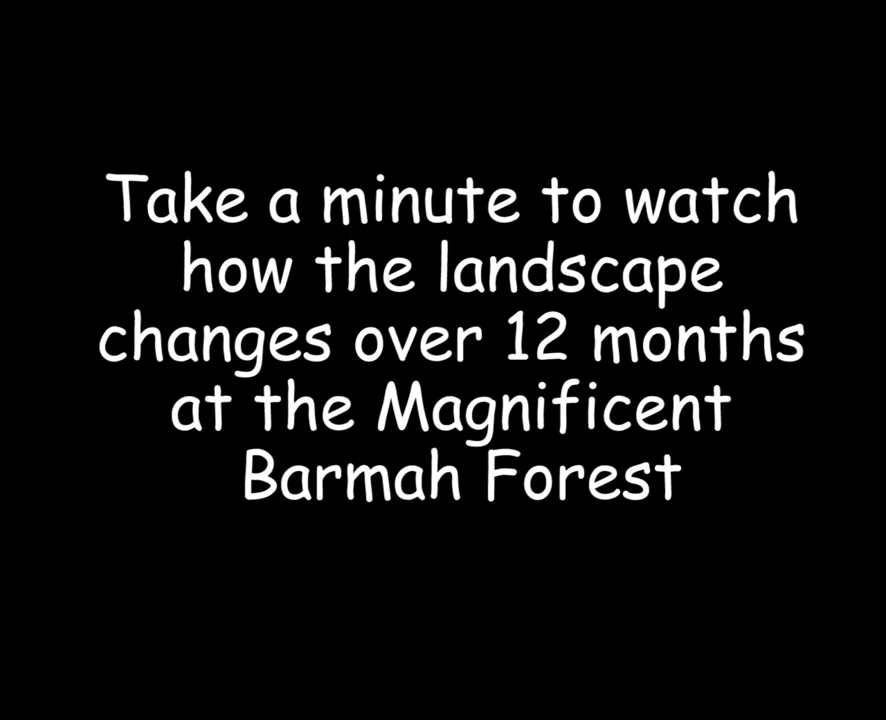 Take a minute to watch
how the landscape
changes over 12 months
at the Magnificent
Barmah Forest